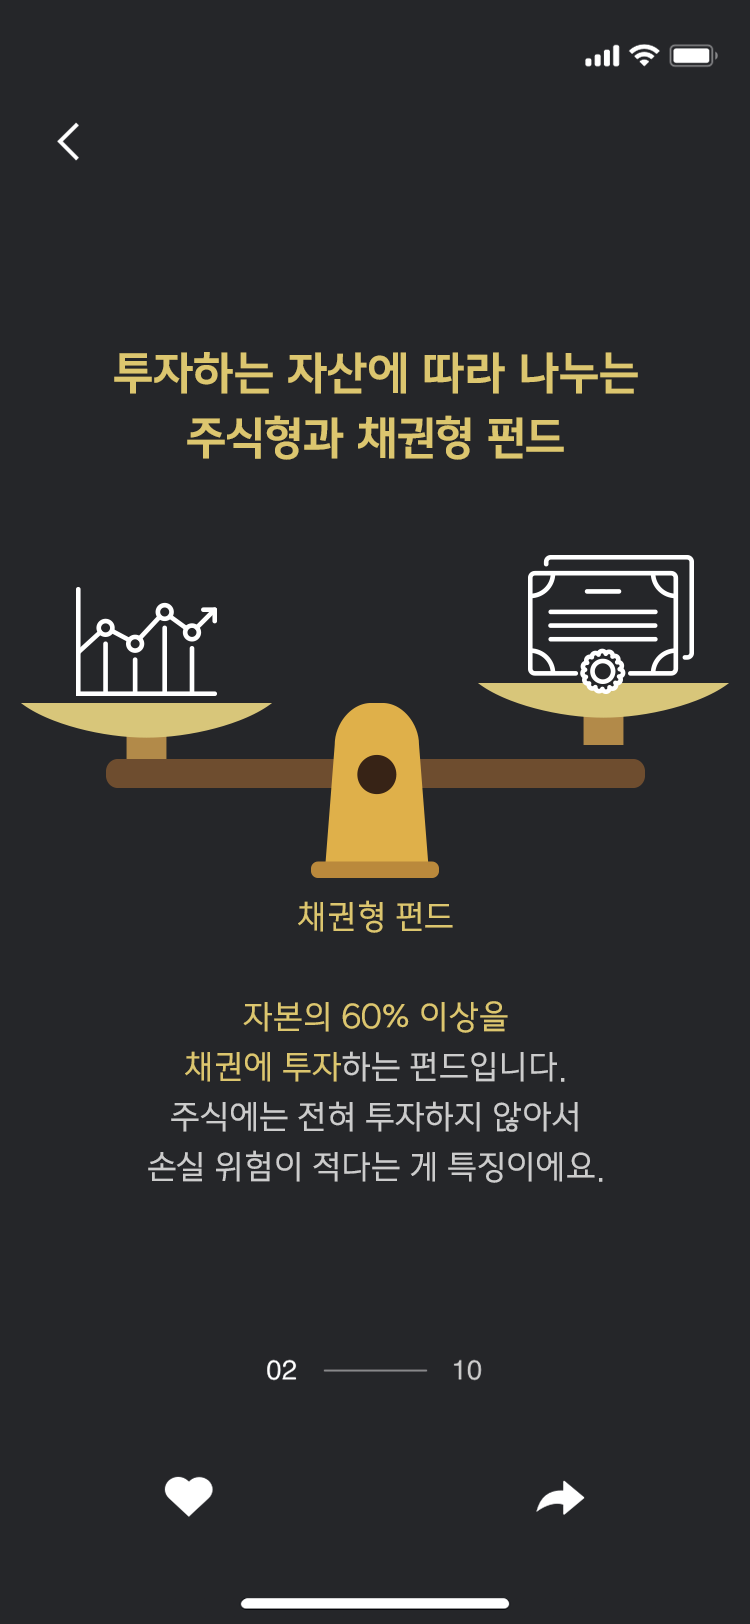 투자하는 자산에 따라 나누는
주식형과 채권형 펀드
채권형 펀드
자본의 60% 이상을
채권에 투자하는 펀드입니다.
주식에는 전혀 투자하지 않아서
손실 위험이 적다는 게 특징이에요.
02 10